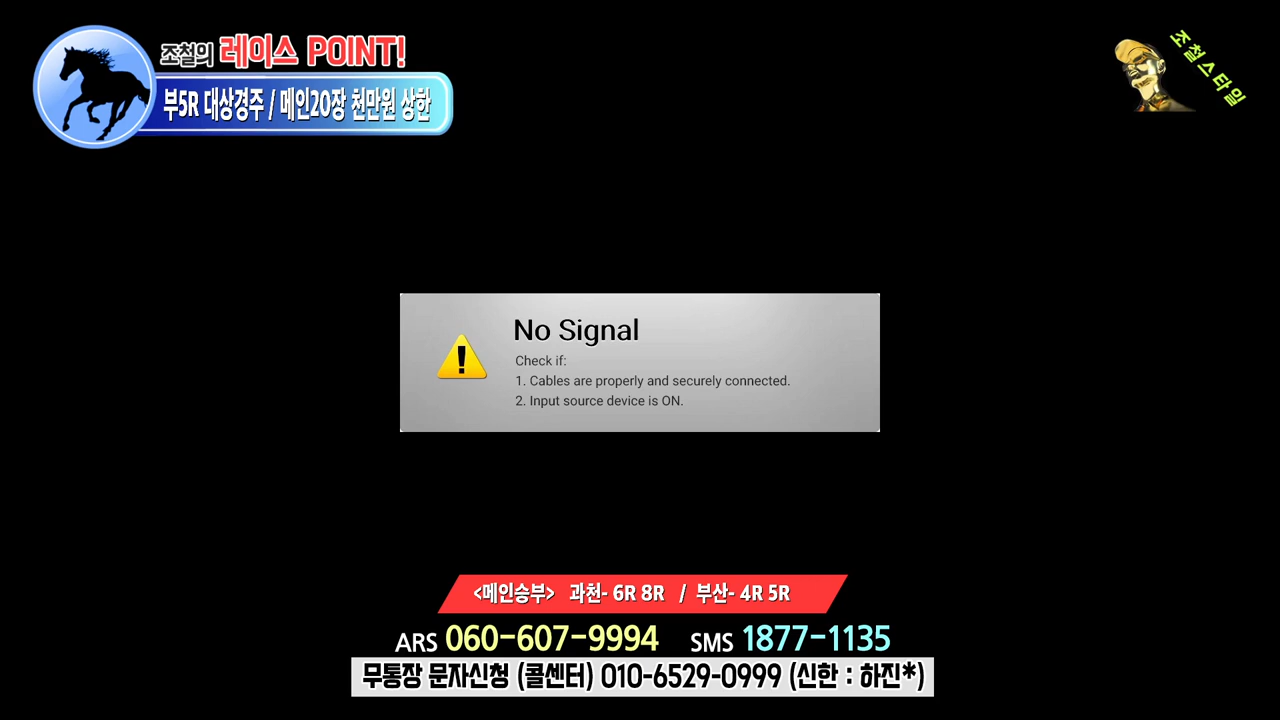 조철의 레이스 POINT!
부5R 대상경주 / 메인20장 천만원 상한
조철스타일
No Signal
Check if:
1. Cables are properly and securely connected.
2. Input source device is ON.
<메인승부> 과천- 6R 8R / 부산- 4R 5R
ARS 060-607-9994 SMS 1877-1135
무통장 문자신청 (콜센터) 010-6529-0999 (신한 : 하진*)